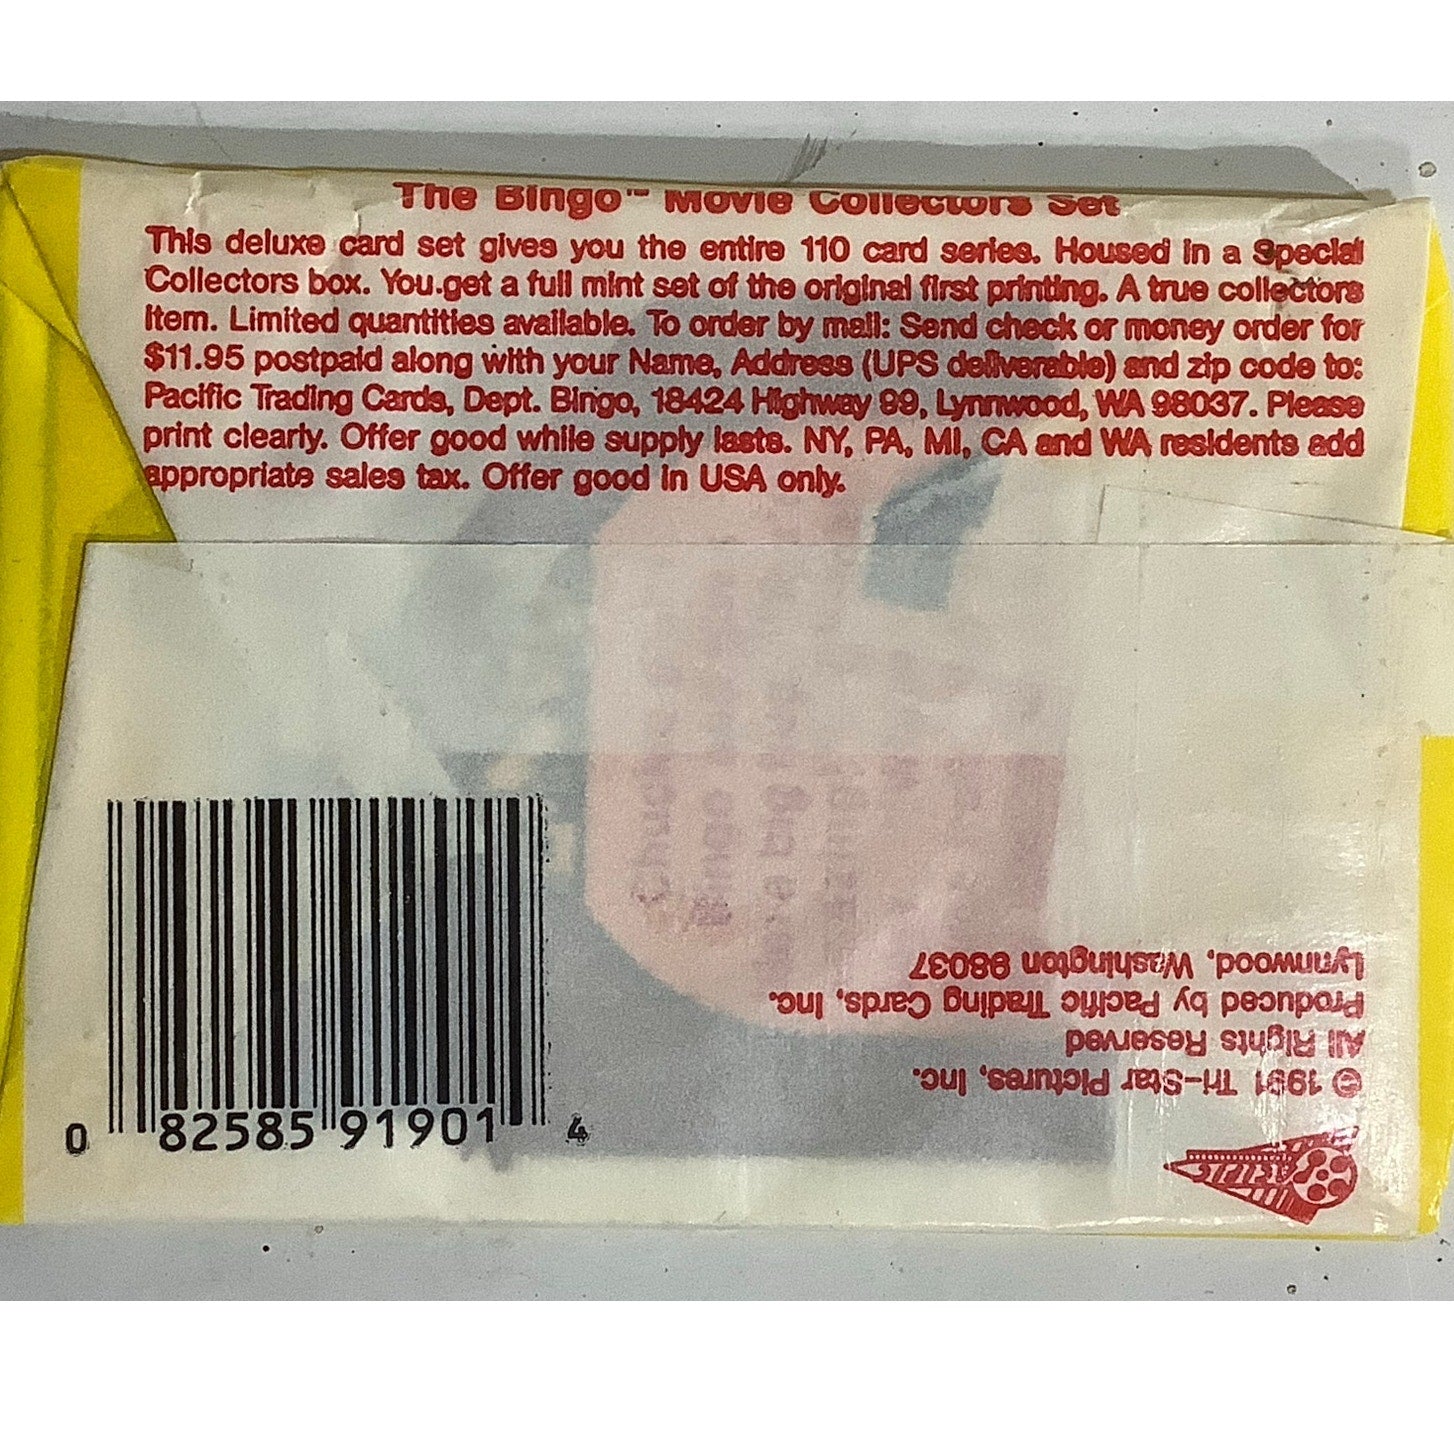 The Bingo™ Movie Collectors Set
This deluxe card set gives you the entire 110 card series. Housed in a Special
Collectors box. You get a full mint set of the original first printing. A true collectors
item. Limited quantities available. To order by mail: Send check or money order for
$11.95 postpaid along with your Name, Address (UPS deliverable) and zip code to:
Pacific Trading Cards, Dept. Bingo, 18424 Highway 99, Lynnwood, WA 98037. Please
print clearly. Offer good while supply lasts. NY, PA, MI, CA and WA residents add
appropriate sales tax. Offer good in USA only.
0 82585 91901 4
© 1991 Tri-Star Pictures, Inc.
All Rights Reserved
Produced by Pacific Trading Cards, Inc.
Lynnwood, Washington 98037